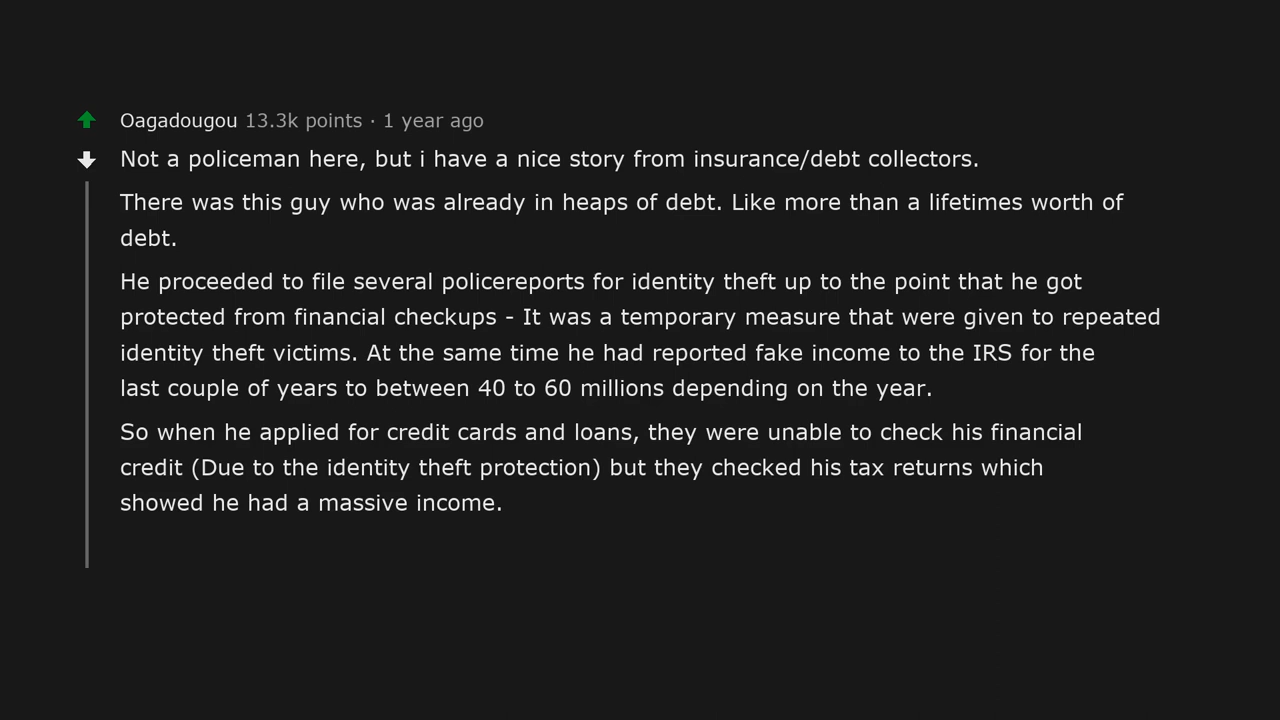 Oagadougou 13.3k points · 1 year ago
Not a policeman here, but i have a nice story from insurance/debt collectors.
There was this guy who was already in heaps of debt. Like more than a lifetimes worth of
debt.
He proceeded to file several policereports for identity theft up to the point that he got
protected from financial checkups - It was a temporary measure that were given to repeated
identity theft victims. At the same time he had reported fake income to the IRS for the
last couple of years to between 40 to 60 millions depending on the year.
So when he applied for credit cards and loans, they were unable to check his financial
credit (Due to the identity theft protection) but they checked his tax returns which
showed he had a massive income.